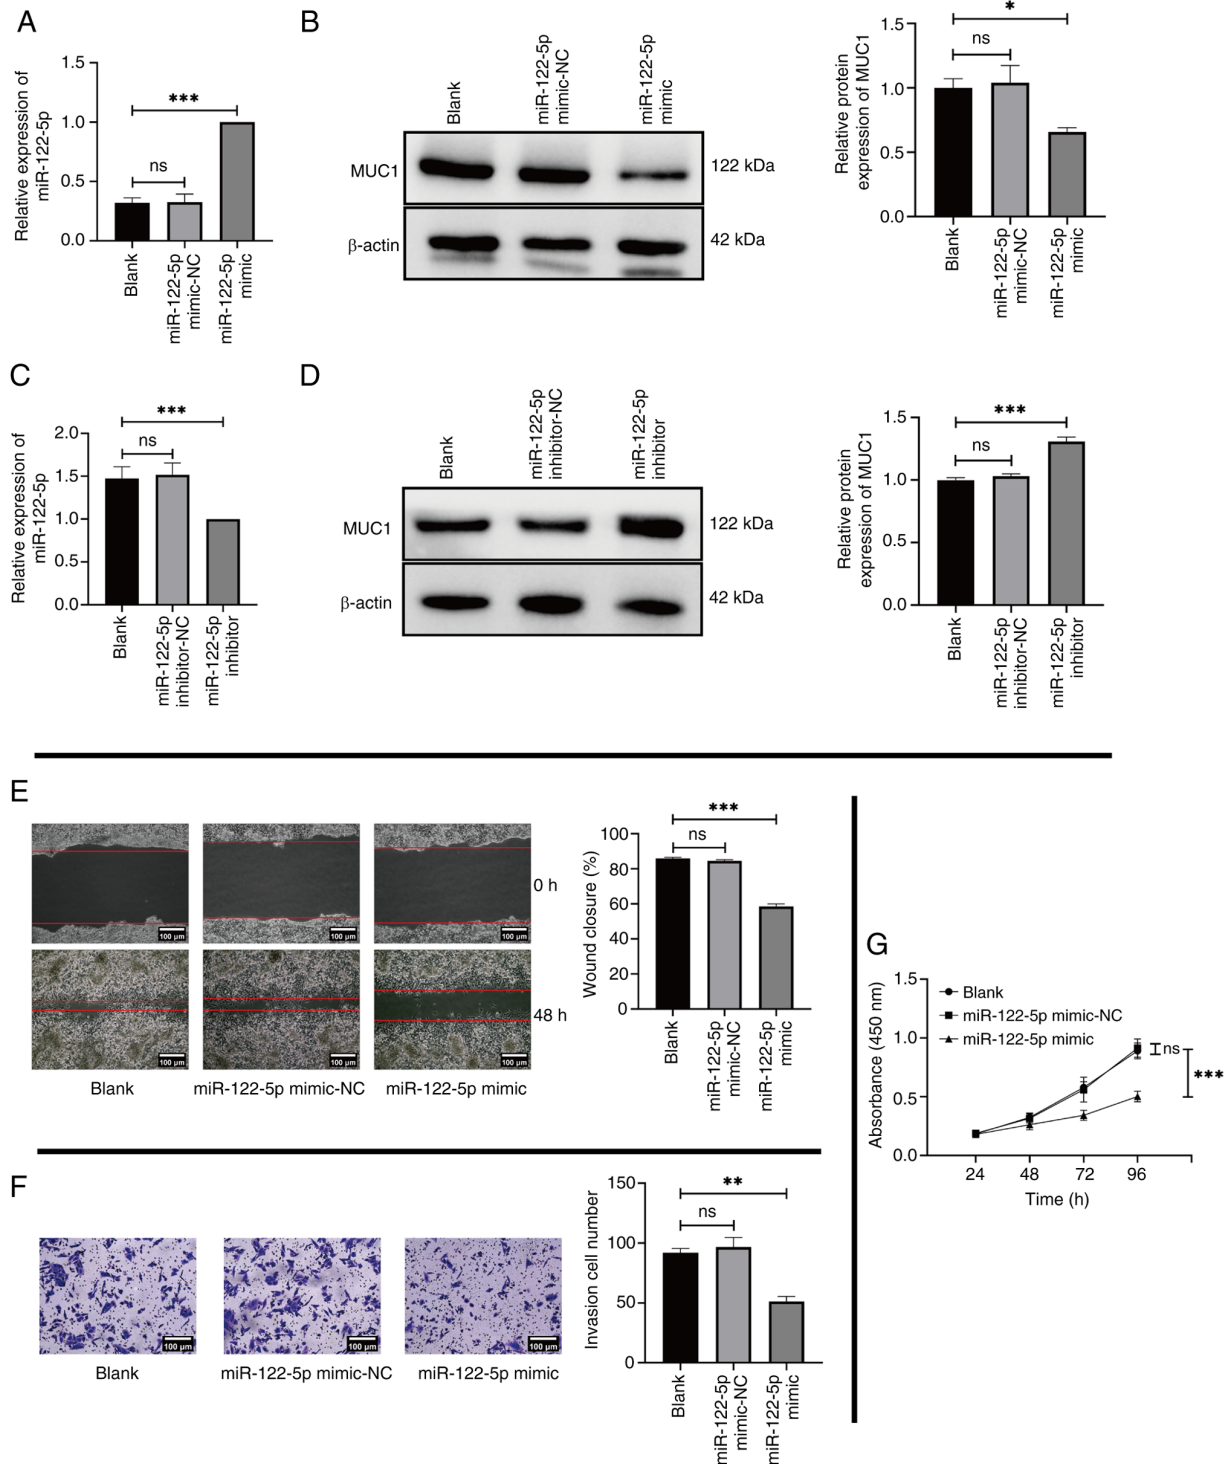 A
Relative expression of
miR-122-5p
1.5
1.0
0.5
0.0
***
ns
Blank
miR-122-5p
mimic-NC
miR-122-5p
mimic
B
Blank
miR-122-5p
mimic-NC
miR-122-5p
mimic
MUC1
122 kDa
β-actin
42 kDa
Relative protein
expression of MUC1
1.5
1.0
0.5
0.0
*
ns
Blank
miR-122-5p
mimic-NC
miR-122-5p
mimic
C
Relative expression of
miR-122-5p
2.0
1.5
1.0
0.5
0.0
***
ns
Blank
miR-122-5p
inhibitor-NC
miR-122-5p
inhibitor
D
Blank
miR-122-5p
inhibitor-NC
miR-122-5p
inhibitor
MUC1
122 kDa
β-actin
42 kDa
Relative protein
expression of MUC1
1.5
1.0
0.5
0.0
***
ns
Blank
miR-122-5p
inhibitor-NC
miR-122-5p
inhibitor
E
100 µm
100 µm
100 µm
0 h
100 µm
100 µm
100 µm
48 h
Blank
miR-122-5p mimic-NC
miR-122-5p mimic
Wound closure (%)
100
80
60
40
20
0
***
ns
Blank
miR-122-5p
mimic-NC
miR-122-5p
mimic
F
100 µm
100 µm
100 µm
Blank
miR-122-5p mimic-NC
miR-122-5p mimic
Invasion cell number
150
100
50
0
**
ns
Blank
miR-122-5p
mimic-NC
miR-122-5p
mimic
G
Absorbance (450 nm)
1.5
1.0
0.5
0.0
Blank
miR-122-5p mimic-NC
miR-122-5p mimic
ns
***
24
48
72
96
Time (h)